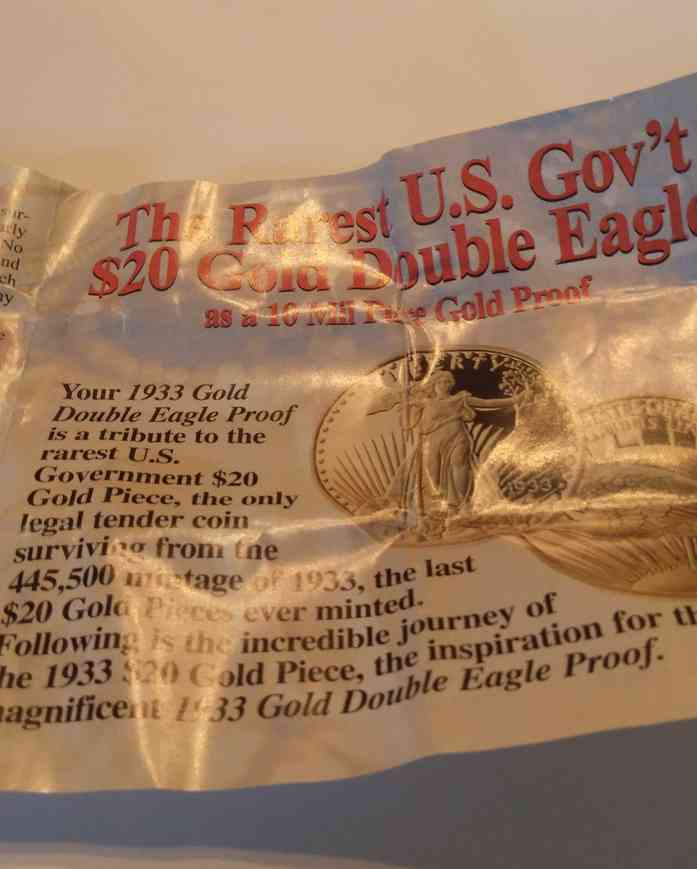 No
The Rarest U.S. Gov't
$20 Gold Double Eagle
as a 10 Mil Pure Gold Proof
LIBERTY
1933
Your 1933 Gold
Double Eagle Proof
is a tribute to the
rarest U.S.
Government $20
Gold Piece, the only
legal tender coin
surviving from the
445,500 mintage of 1933, the last
$20 Gold Pieces ever minted.
Following is the incredible journey of
the 1933 $20 Gold Piece, the inspiration for
magnificent 1933 Gold Double Eagle Proof.